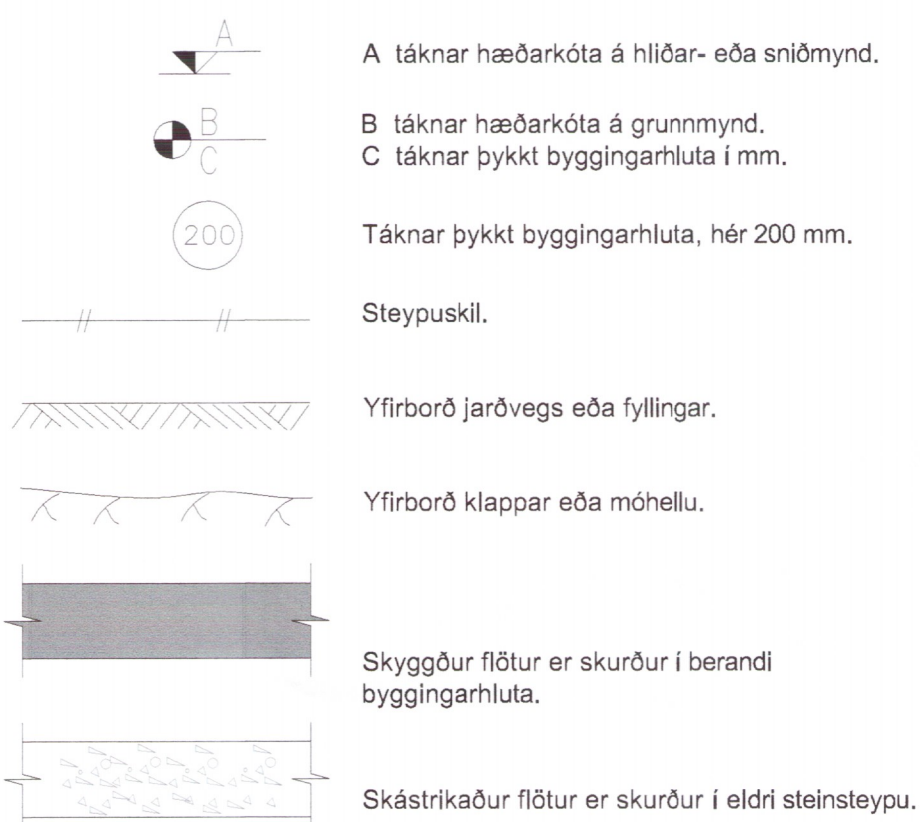 A
A táknar hæðarkóta á hliðar- eða sniðmynd.
B
C
B táknar hæðarkóta á grunnmynd.
C táknar þykkt byggingarhluta í mm.
200
Táknar þykkt byggingarhluta, hér 200 mm.
Steypuskil.
Yfirborð jarðvegs eða fyllingar.
Yfirborð klappar eða móhellu.
Skyggður flötur er skurður í berandi
byggingarhluta.
Skástrikaður flötur er skurður í eldri steinsteypu.